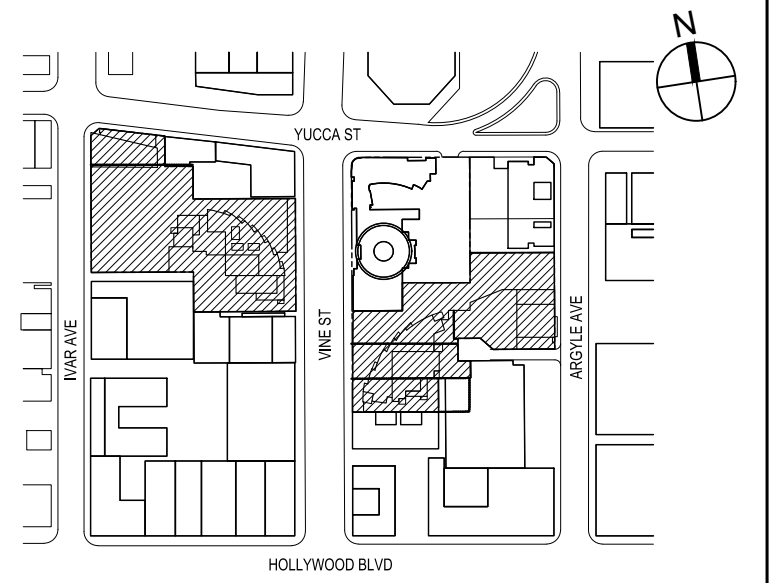 N
YUCCA ST
IVAR AVE
VINE ST
ARGYLE AVE
HOLLYWOOD BLVD